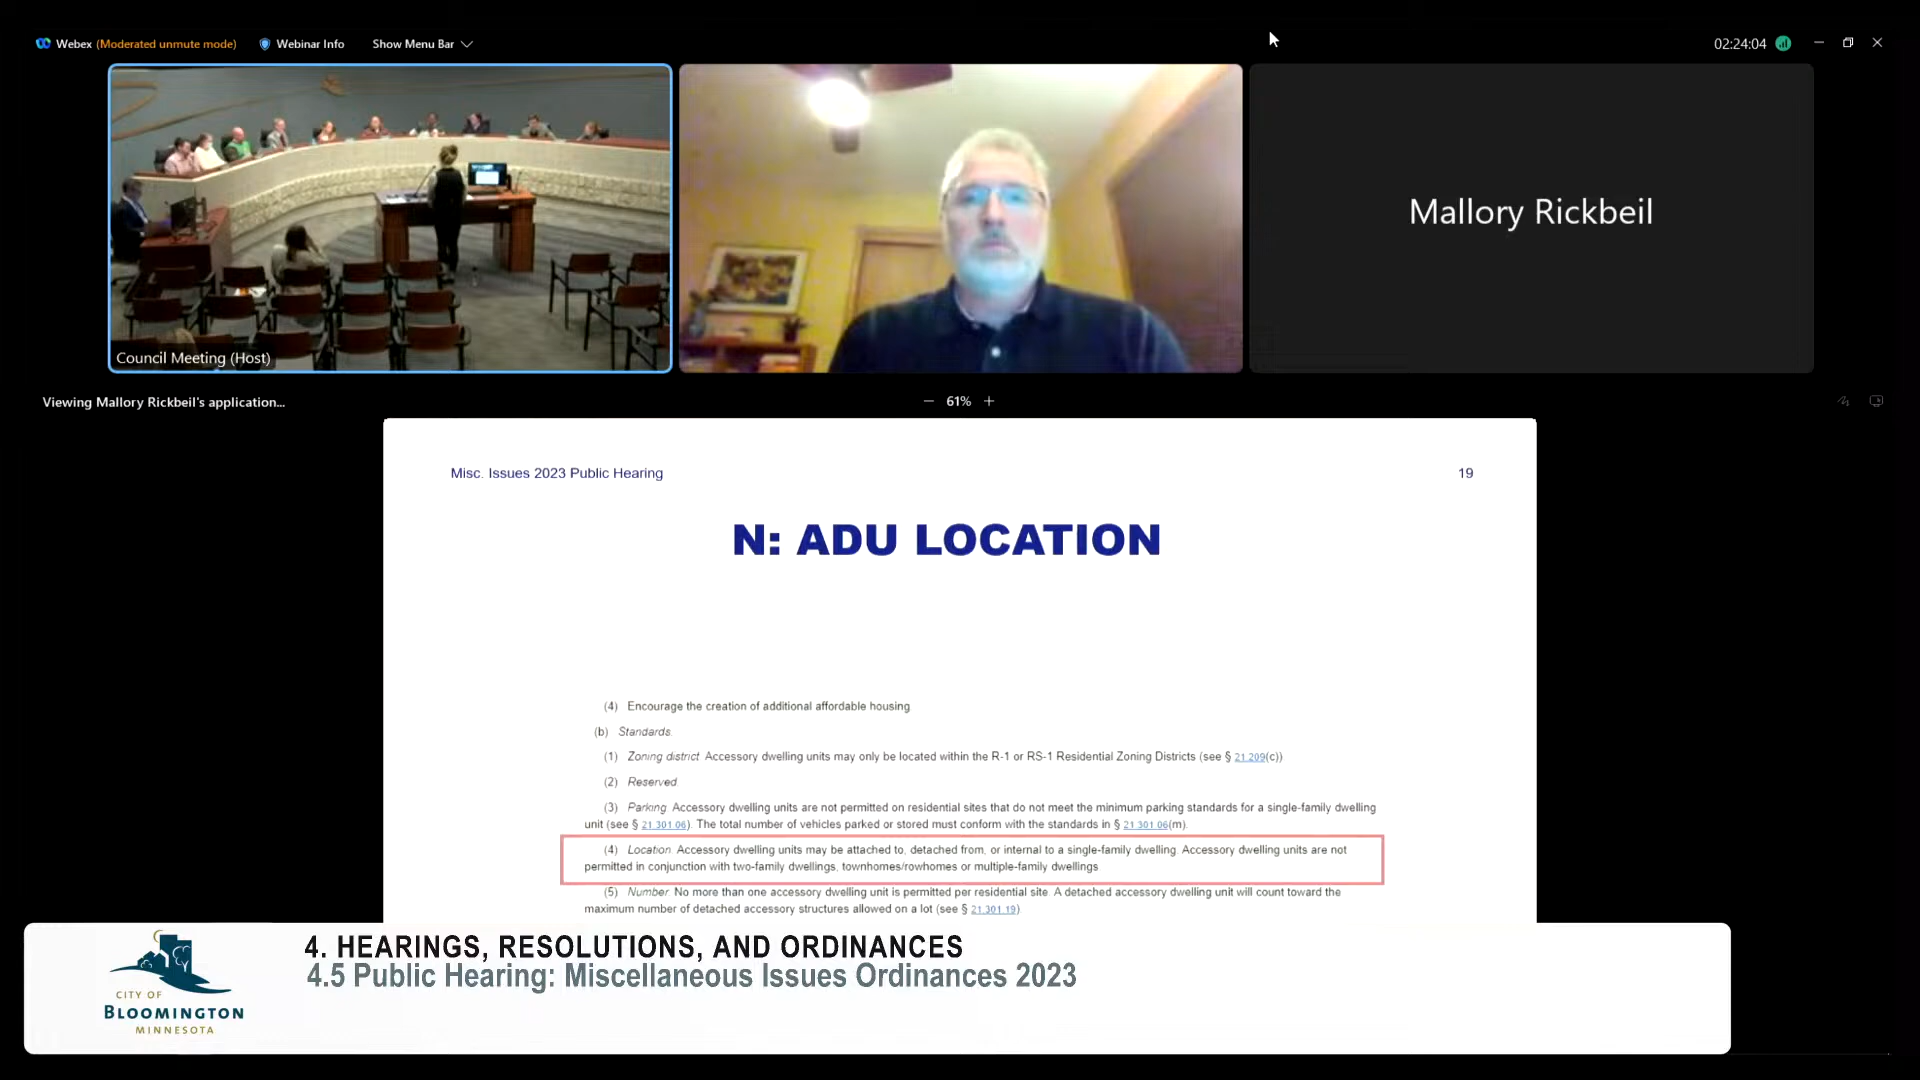 Webex (Moderated unmute mode) Webinar Info Show Menu Bar 02:24:04
Mallory Rickbeil
Council Meeting (Host)
Viewing Mallory Rickbeil's application... 61%
Misc. Issues 2023 Public Hearing 19
N: ADU LOCATION
(4) Encourage the creation of additional affordable housing
(b) Standards.
(1) Zoning district. Accessory dwelling units may only be located within the R-1 or RS-1 Residential Zoning Districts (see § 21.209(c))
(2) Reserved
(3) Parking. Accessory dwelling units are not permitted on residential sites that do not meet the minimum parking standards for a single-family dwelling
unit (see § 21.301.06). The total number of vehicles parked or stored must conform with the standards in § 21.301.06(m).
(4) Location. Accessory dwelling units may be attached to, detached from, or internal to a single-family dwelling. Accessory dwelling units are not
permitted in conjunction with two-family dwellings, townhomes/rowhomes or multiple-family dwellings
(5) Number. No more than one accessory dwelling unit is permitted per residential site. A detached accessory dwelling unit will count toward the
maximum number of detached accessory structures allowed on a lot (see § 21.301.19)
4. HEARINGS, RESOLUTIONS, AND ORDINANCES
4.5 Public Hearing: Miscellaneous Issues Ordinances 2023
CITY OF
BLOOMINGTON
MINNESOTA